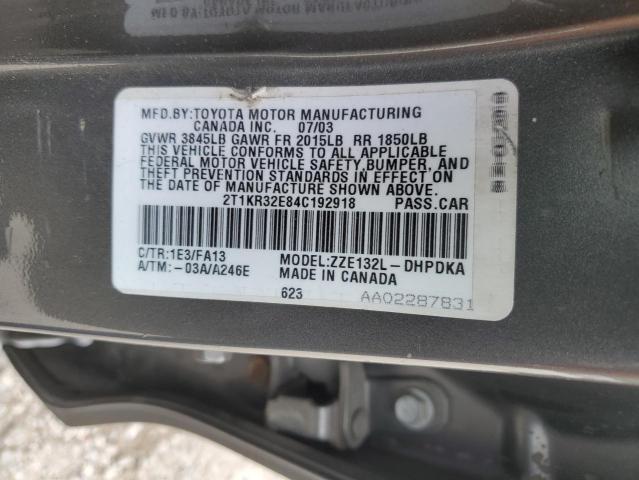 MFD.BY:TOYOTA MOTOR MANUFACTURING
CANADA INC. 07/03
GVWR 3845LB GAWR FR 2015LB RR 1850LB
THIS VEHICLE CONFORMS TO ALL APPLICABLE
FEDERAL MOTOR VEHICLE SAFETY,BUMPER, AND
THEFT PREVENTION STANDARDS IN EFFECT ON
THE DATE OF MANUFACTURE SHOWN ABOVE.
2T1KR32E84C192918 PASS.CAR
C/TR:1E3/FA13 MODEL:ZZE132L-DHPDKA
A/TM:-03A/A246E MADE IN CANADA
623 AA02287831